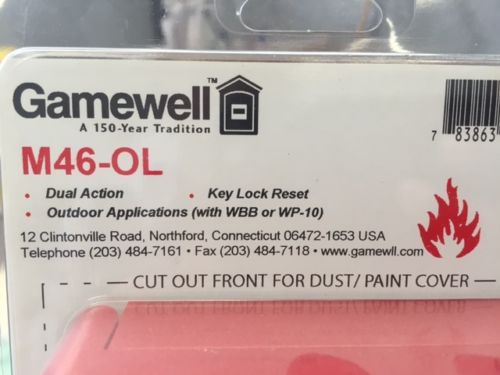 Gamewell™
A 150-Year Tradition
M46-OL
• Dual Action • Key Lock Reset
• Outdoor Applications (with WBB or WP-10)
12 Clintonville Road, Northford, Connecticut 06472-1653 USA
Telephone (203) 484-7161 • Fax (203) 484-7118 • www.gamewll.com
CUT OUT FRONT FOR DUST/ PAINT COVER
7 83863